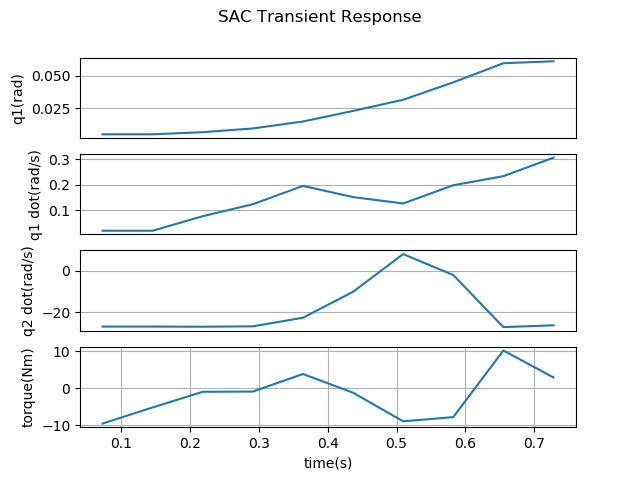 SAC Transient Response
0.050
0.025
q1(rad)
0.3
0.2
0.1
q1 dot(rad/s)
0
−20
q2 dot(rad/s)
10
0
−10
torque(Nm)
0.1 0.2 0.3 0.4 0.5 0.6 0.7
time(s)